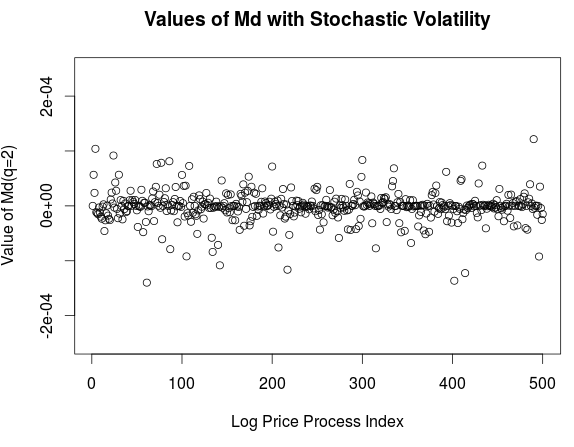 Values of Md with Stochastic Volatility
Value of Md(q=2)
2e-04
0e+00
-2e-04
0 100 200 300 400 500
Log Price Process Index